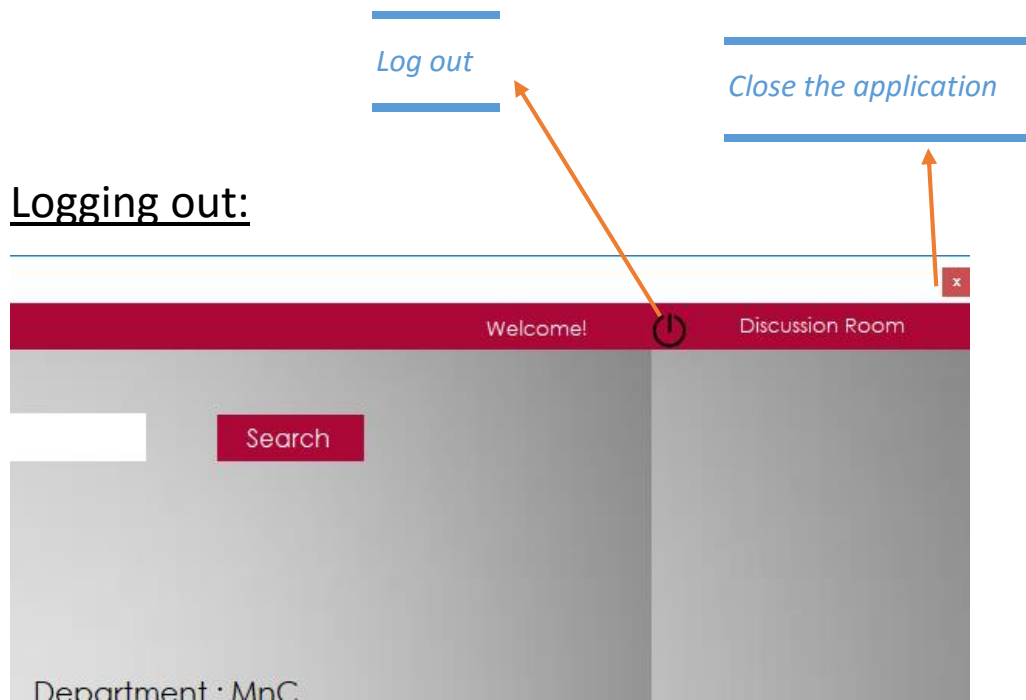 Log out
Close the application
Logging out:
x
Welcome!
Discussion Room
Search
Department : MnC